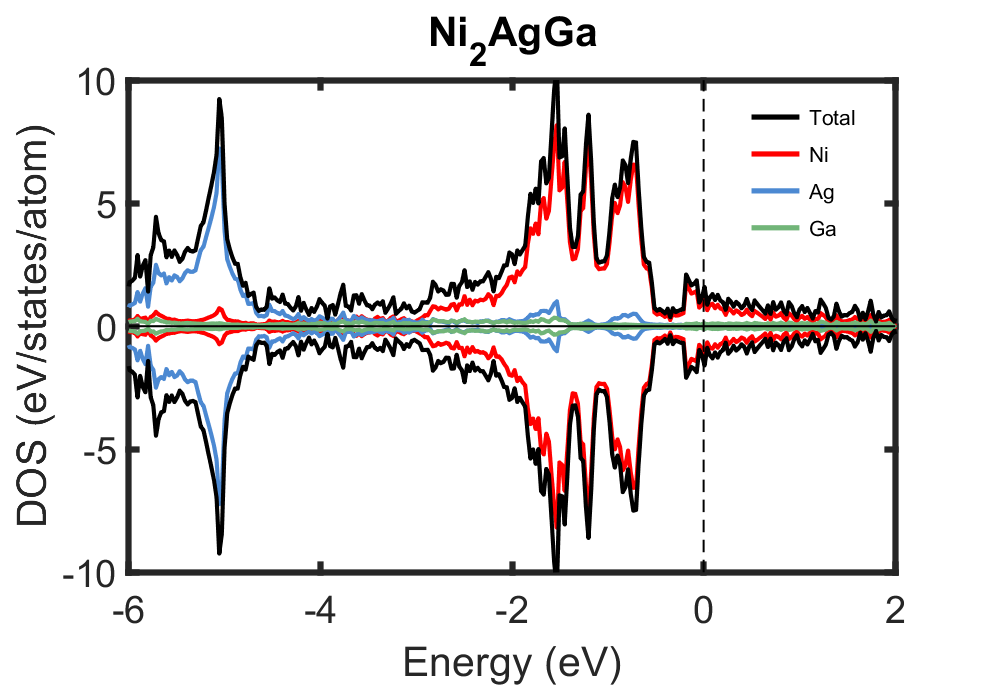 Ni₂AgGa
DOS (eV/states/atom)
10
5
0
-5
-10
Total
Ni
Ag
Ga
-6 -4 -2 0 2
Energy (eV)